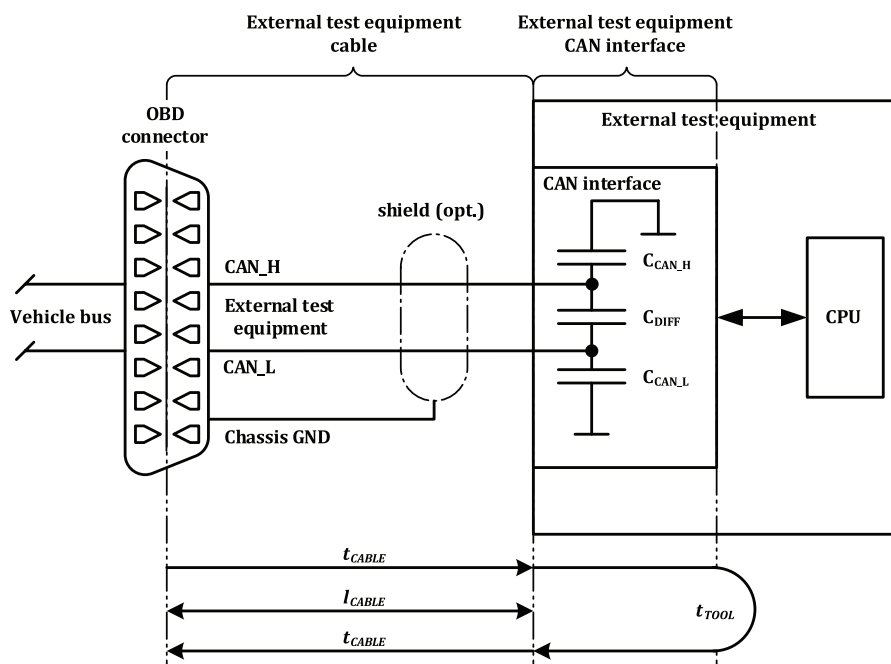 External test equipment
cable
External test equipment
CAN interface
OBD
connector
External test equipment
CAN interface
shield (opt.)
CAN_H
C_CAN_H
Vehicle bus
External test
equipment
C_DIFF
CPU
CAN_L
C_CAN_L
Chassis GND
t_CABLE
l_CABLE
t_TOOL
t_CABLE